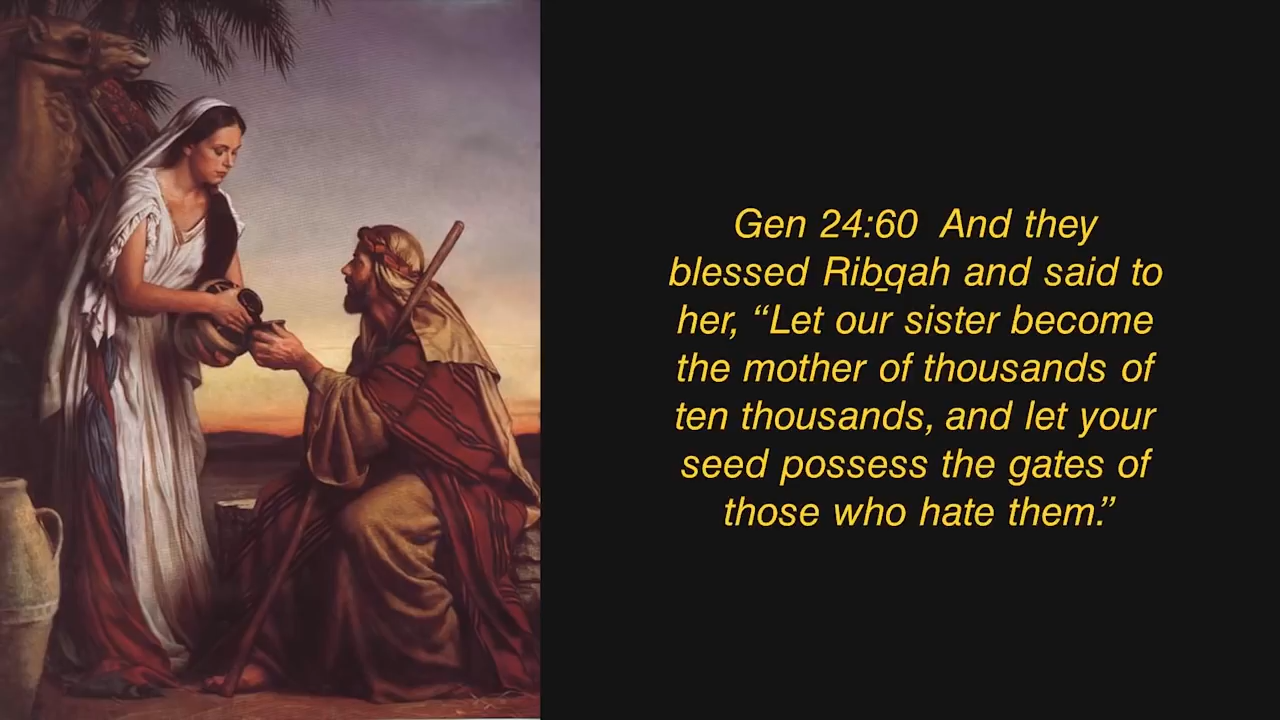 Gen 24:60  And they
blessed Riḇqah and said to
her, “Let our sister become
the mother of thousands of
ten thousands, and let your
seed possess the gates of
those who hate them.”